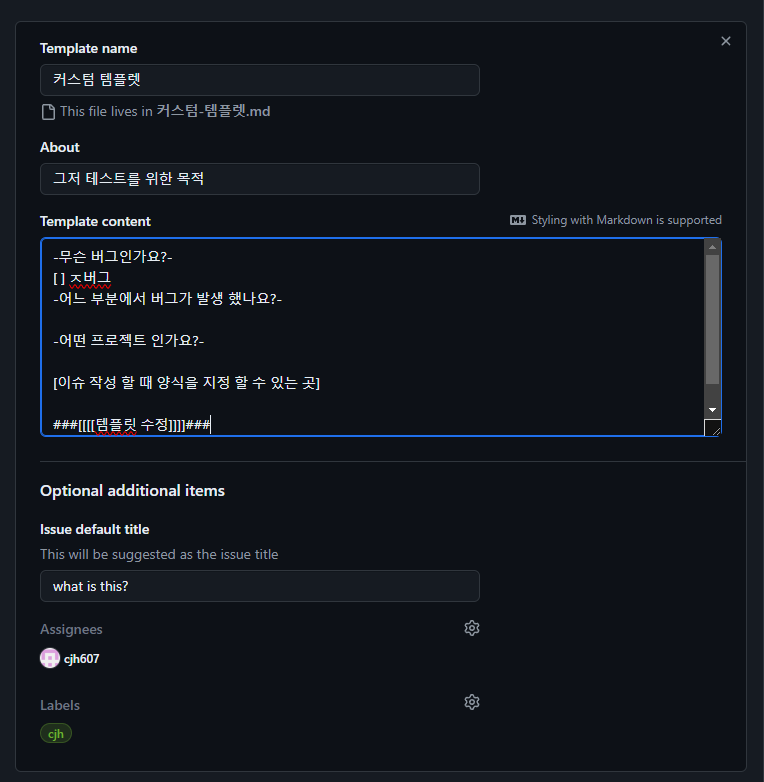 Template name
커스텀 템플렛
This file lives in 커스텀-템플렛.md
About
그저 테스트를 위한 목적
Template content
Styling with Markdown is supported
-무슨 버그인가요?-
[ ] ㅈ버그
-어느 부분에서 버그가 발생 했나요?-
-어떤 프로젝트 인가요?-
[이슈 작성 할 때 양식을 지정 할 수 있는 곳]
###[[[[템플릿 수정]]]]###
Optional additional items
Issue default title
This will be suggested as the issue title
what is this?
Assignees
cjh607
Labels
cjh